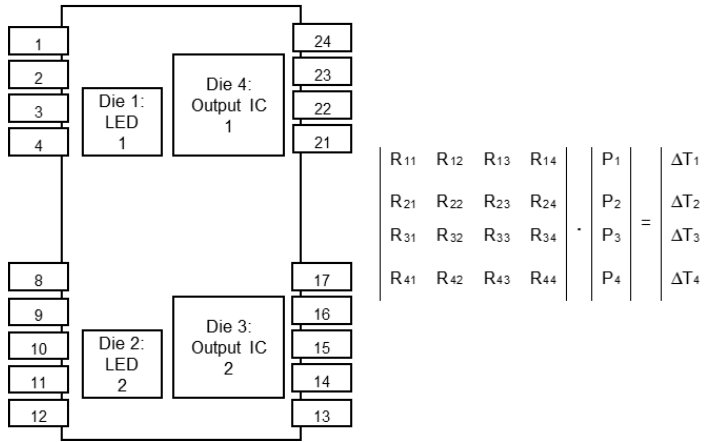 1
2
3
4
8
9
10
11
12
Die 1:
LED
1
Die 4:
Output IC
1
Die 2:
LED
2
Die 3:
Output IC
2
24
23
22
21
17
16
15
14
13
R11 R12 R13 R14 P1 ΔT1
R21 R22 R23 R24 P2 ΔT2
R31 R32 R33 R34 · P3 = ΔT3
R41 R42 R43 R44 P4 ΔT4